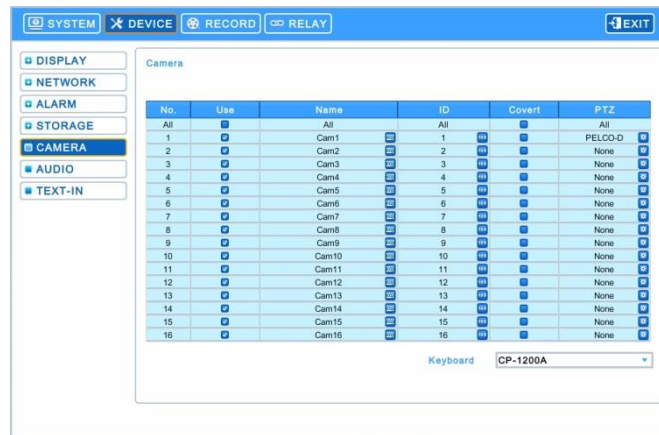 SYSTEM DEVICE RECORD RELAY EXIT
DISPLAY
NETWORK
ALARM
STORAGE
CAMERA
AUDIO
TEXT-IN
Camera
No. Use Name ID Covert PTZ
All All All All
1 Cam1 1 PELCO-D
2 Cam2 2 None
3 Cam3 3 None
4 Cam4 4 None
5 Cam5 5 None
6 Cam6 6 None
7 Cam7 7 None
8 Cam8 8 None
9 Cam9 9 None
10 Cam10 10 None
11 Cam11 11 None
12 Cam12 12 None
13 Cam13 13 None
14 Cam14 14 None
15 Cam15 15 None
16 Cam16 16 None
Keyboard CP-1200A